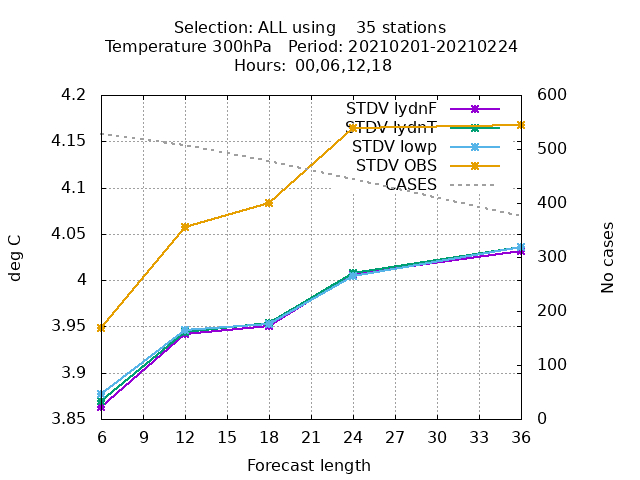 Selection: ALL using    35 stations
Temperature 300hPa   Period: 20210201-20210224
Hours: 00,06,12,18
4.2
4.15
4.1
4.05
4
3.95
3.9
3.85
deg C
STDV lydnF
STDV lydnT
STDV lowp
STDV OBS
CASES
600
500
400
300
200
100
0
No cases
6 9 12 15 18 21 24 27 30 33 36
Forecast length